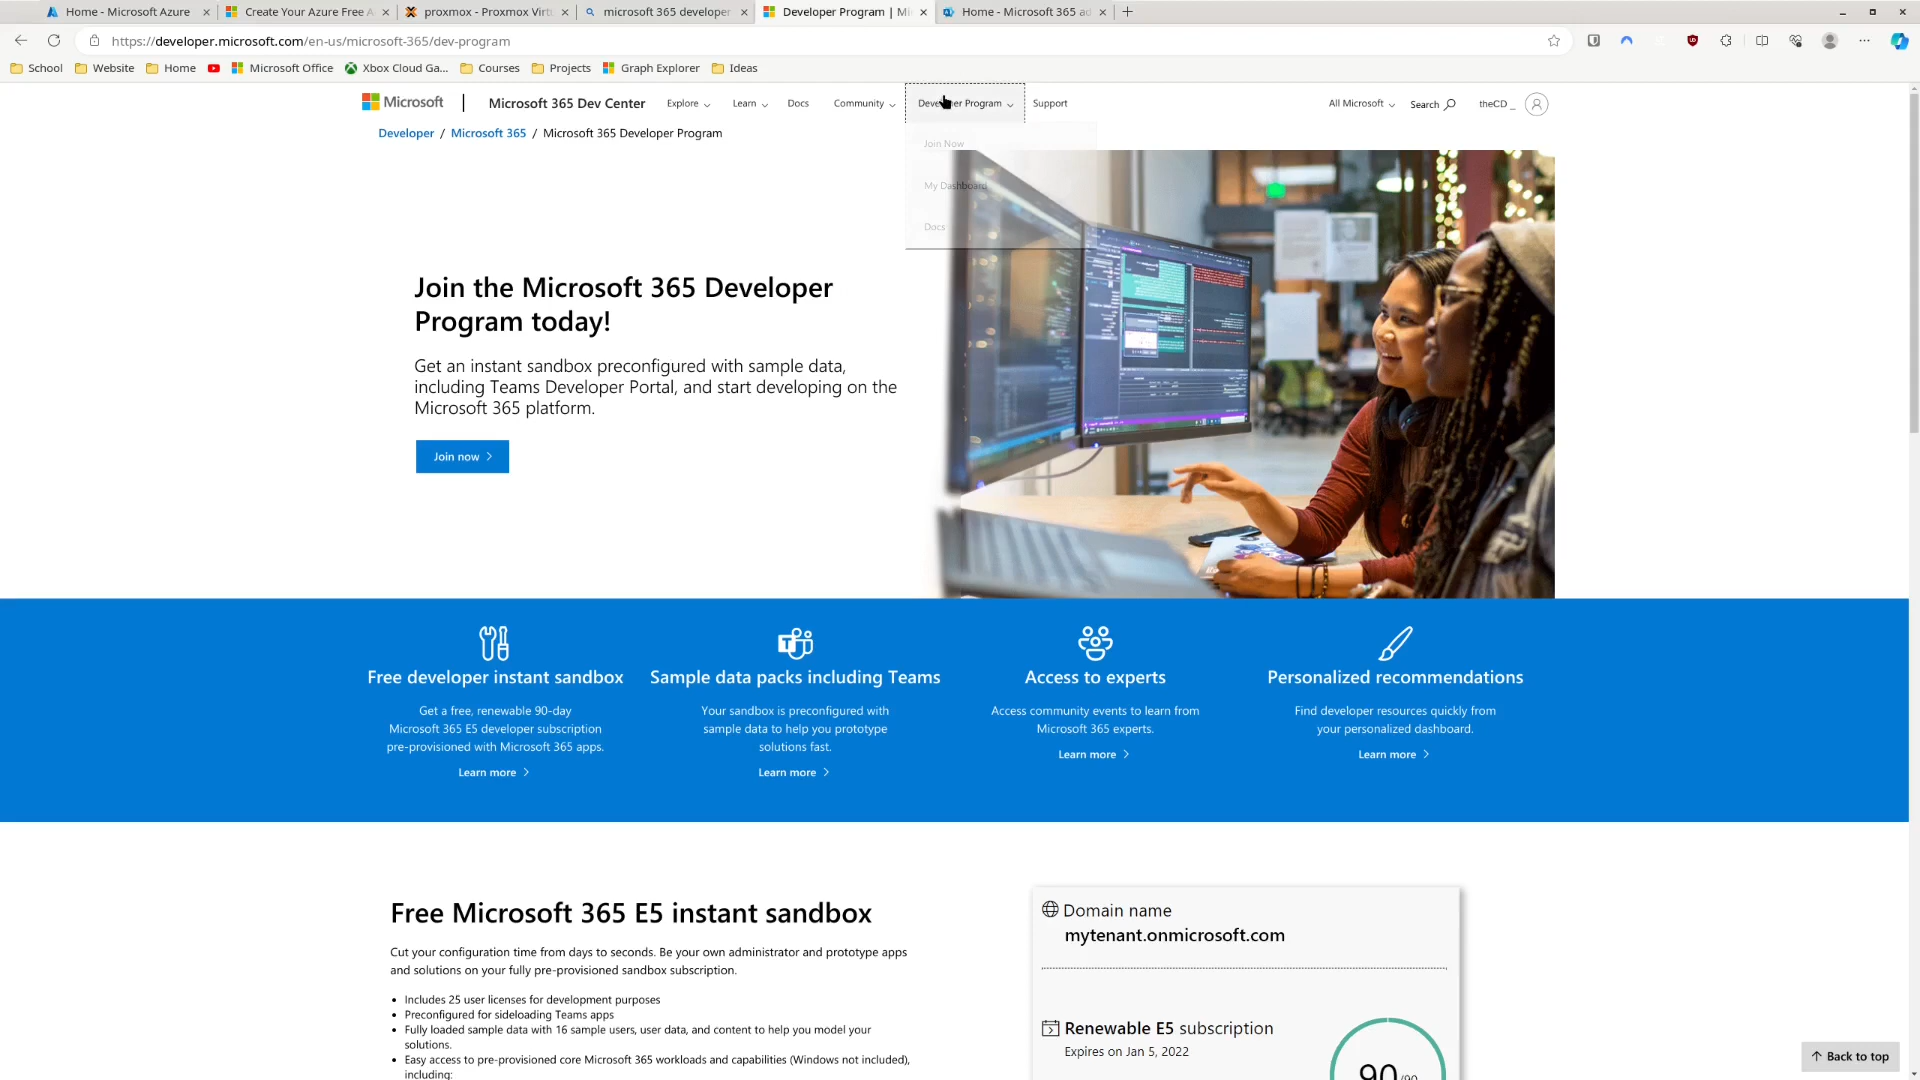 Home - Microsoft Azure
Create Your Azure Free A
proxmox - Proxmox Virtu
microsoft 365 developer
Developer Program | Mi
Home - Microsoft 365 ad
https://developer.microsoft.com/en-us/microsoft-365/dev-program
School
Website
Home
Microsoft Office
Xbox Cloud Ga...
Courses
Projects
Graph Explorer
Ideas
Microsoft
Microsoft 365 Dev Center
Explore
Learn
Docs
Community
Developer Program
Support
All Microsoft
Search
theCD _
Developer / Microsoft 365 / Microsoft 365 Developer Program
Join Now
My Dashboard
Docs
Join the Microsoft 365 Developer
Program today!
Get an instant sandbox preconfigured with sample data,
including Teams Developer Portal, and start developing on the
Microsoft 365 platform.
Join now
Free developer instant sandbox
Get a free, renewable 90-day
Microsoft 365 E5 developer subscription
pre-provisioned with Microsoft 365 apps.
Learn more
Sample data packs including Teams
Your sandbox is preconfigured with
sample data to help you prototype
solutions fast.
Learn more
Access to experts
Access community events to learn from
Microsoft 365 experts.
Learn more
Personalized recommendations
Find developer resources quickly from
your personalized dashboard.
Learn more
Free Microsoft 365 E5 instant sandbox
Cut your configuration time from days to seconds. Be your own administrator and prototype apps
and solutions on your fully pre-provisioned sandbox subscription.
• Includes 25 user licenses for development purposes
• Preconfigured for sideloading Teams apps
• Fully loaded sample data with 16 sample users, user data, and content to help you model your
solutions.
• Easy access to pre-provisioned core Microsoft 365 workloads and capabilities (Windows not included),
including:
Domain name
mytenant.onmicrosoft.com
Renewable E5 subscription
Expires on Jan 5, 2022
90 /90
Back to top